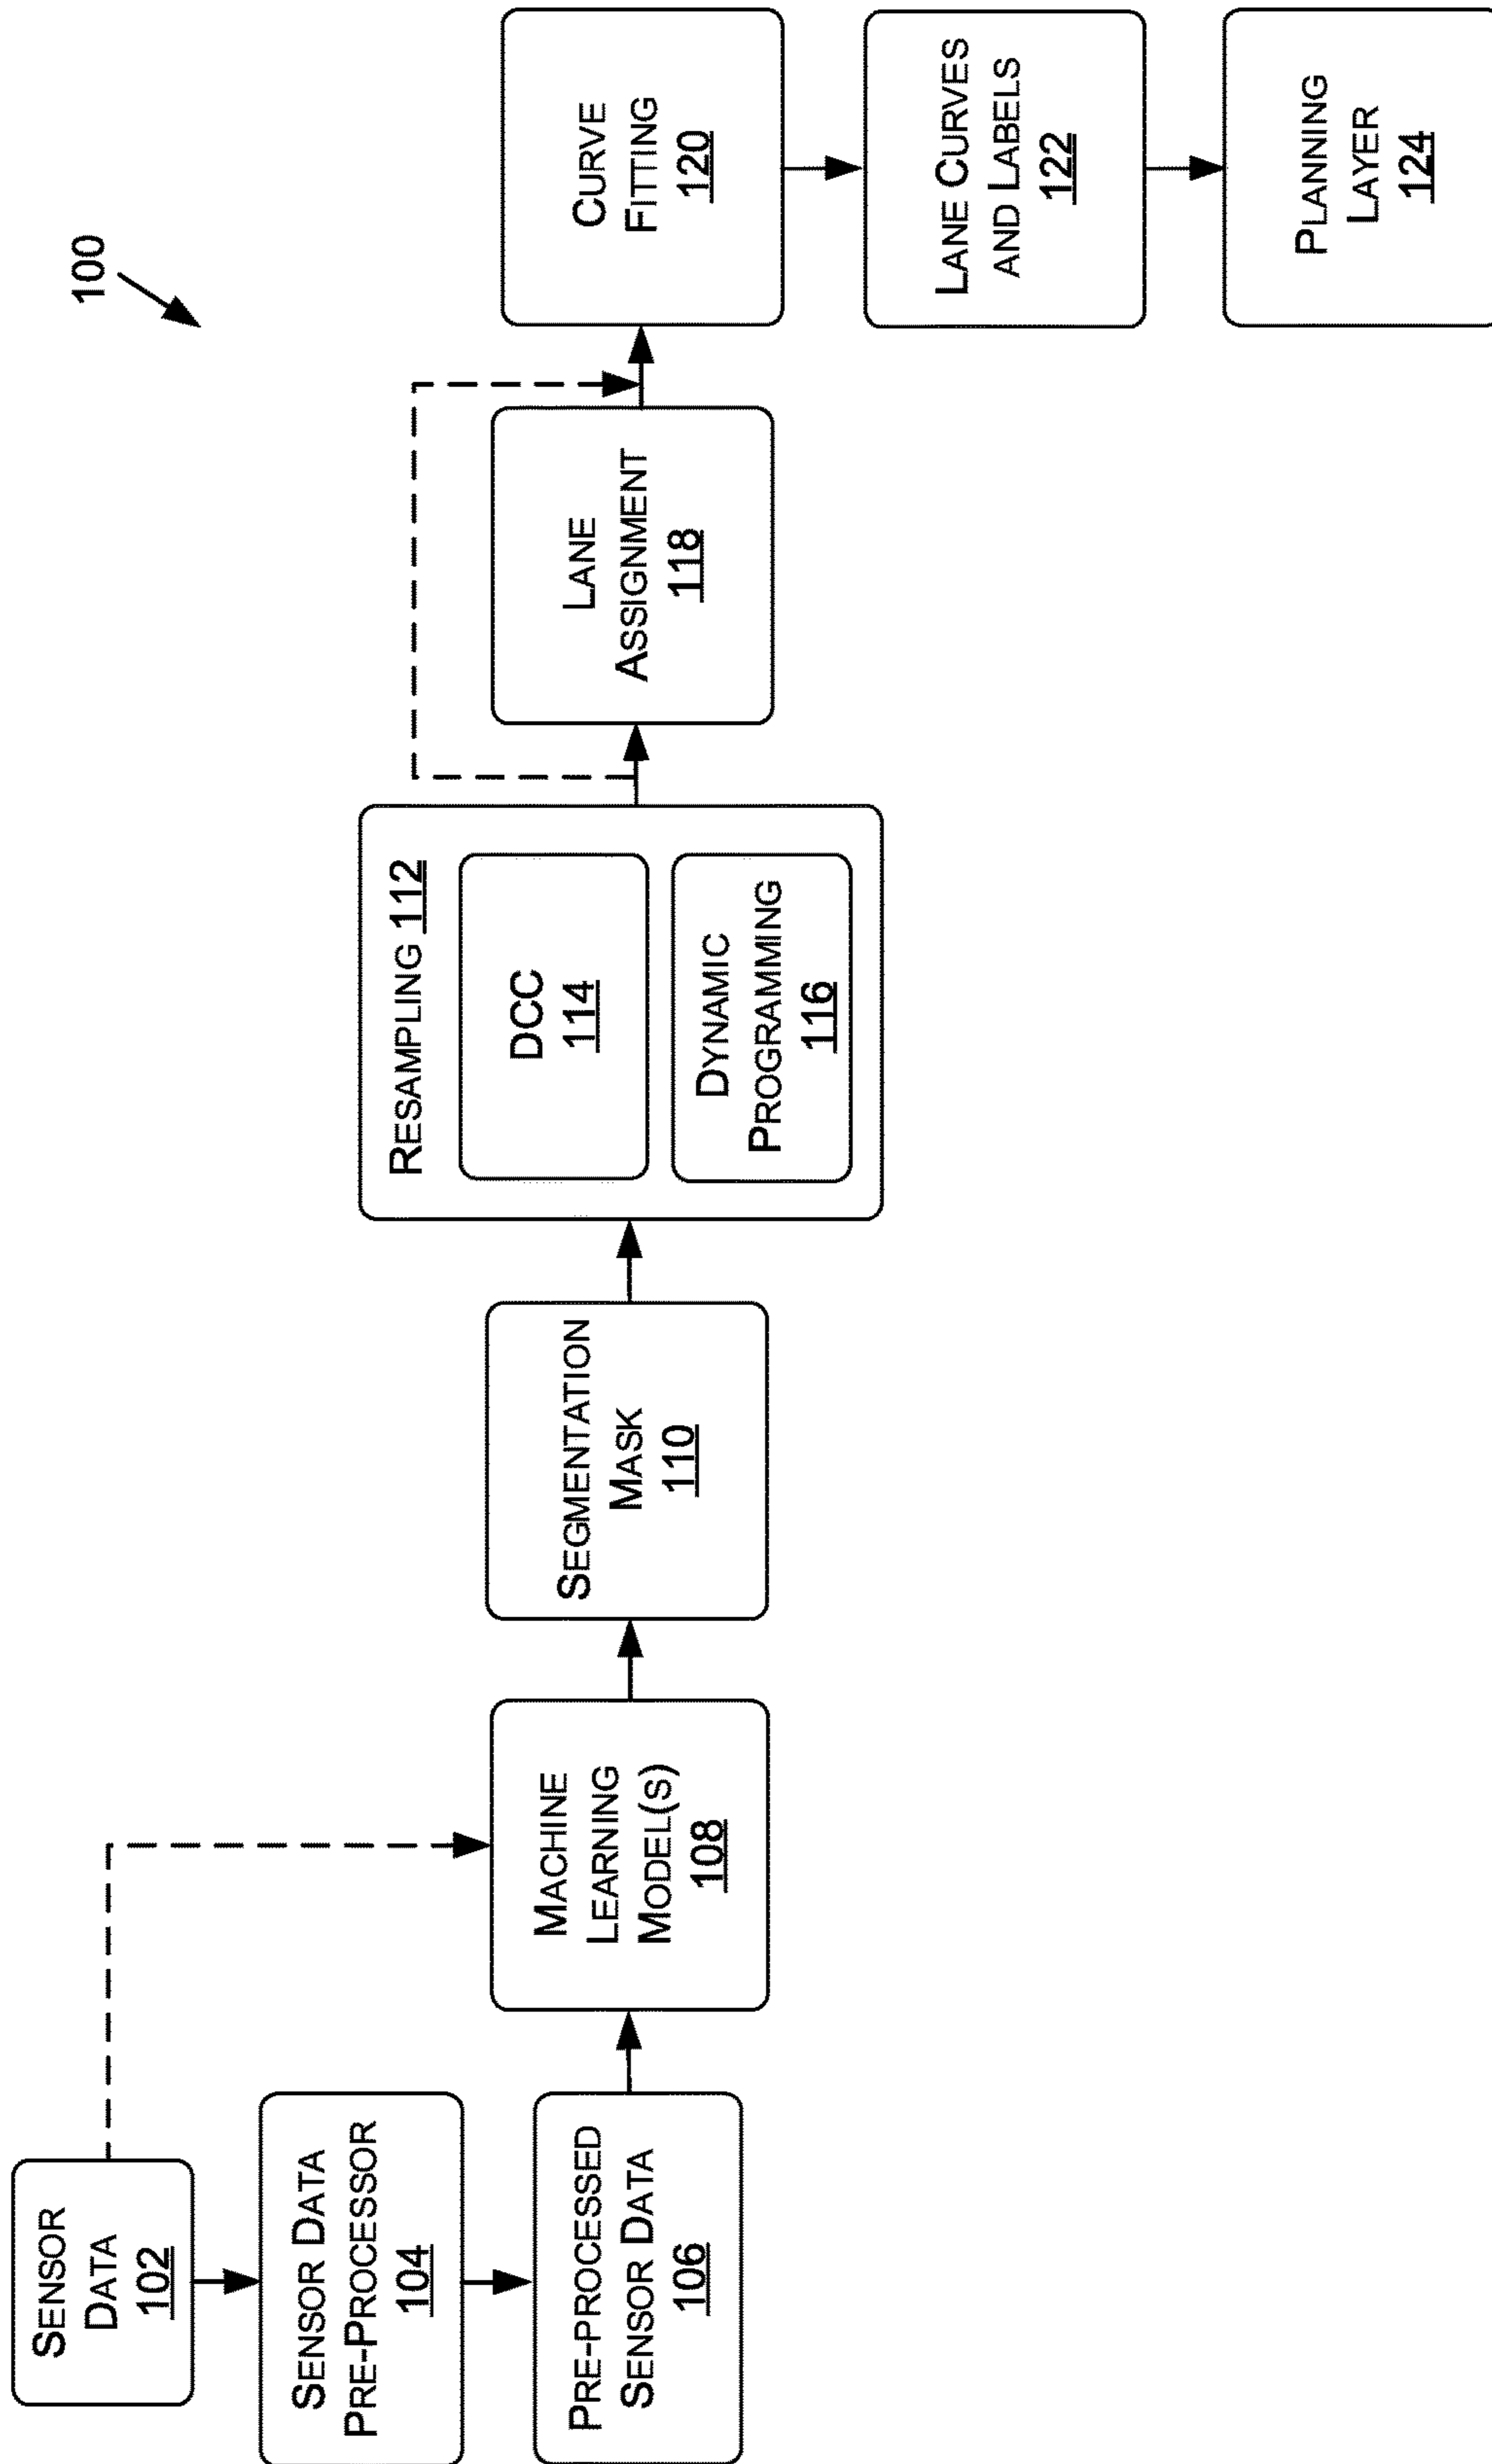 100
SENSOR
DATA
102
SENSOR DATA
PRE-PROCESSOR
104
PRE-PROCESSED
SENSOR DATA
106
MACHINE
LEARNING
MODEL(S)
108
SEGMENTATION
MASK
110
RESAMPLING 112
DCC
114
DYNAMIC
PROGRAMMING
116
LANE
ASSIGNMENT
118
CURVE
FITTING
120
LANE CURVES
AND LABELS
122
PLANNING
LAYER
124